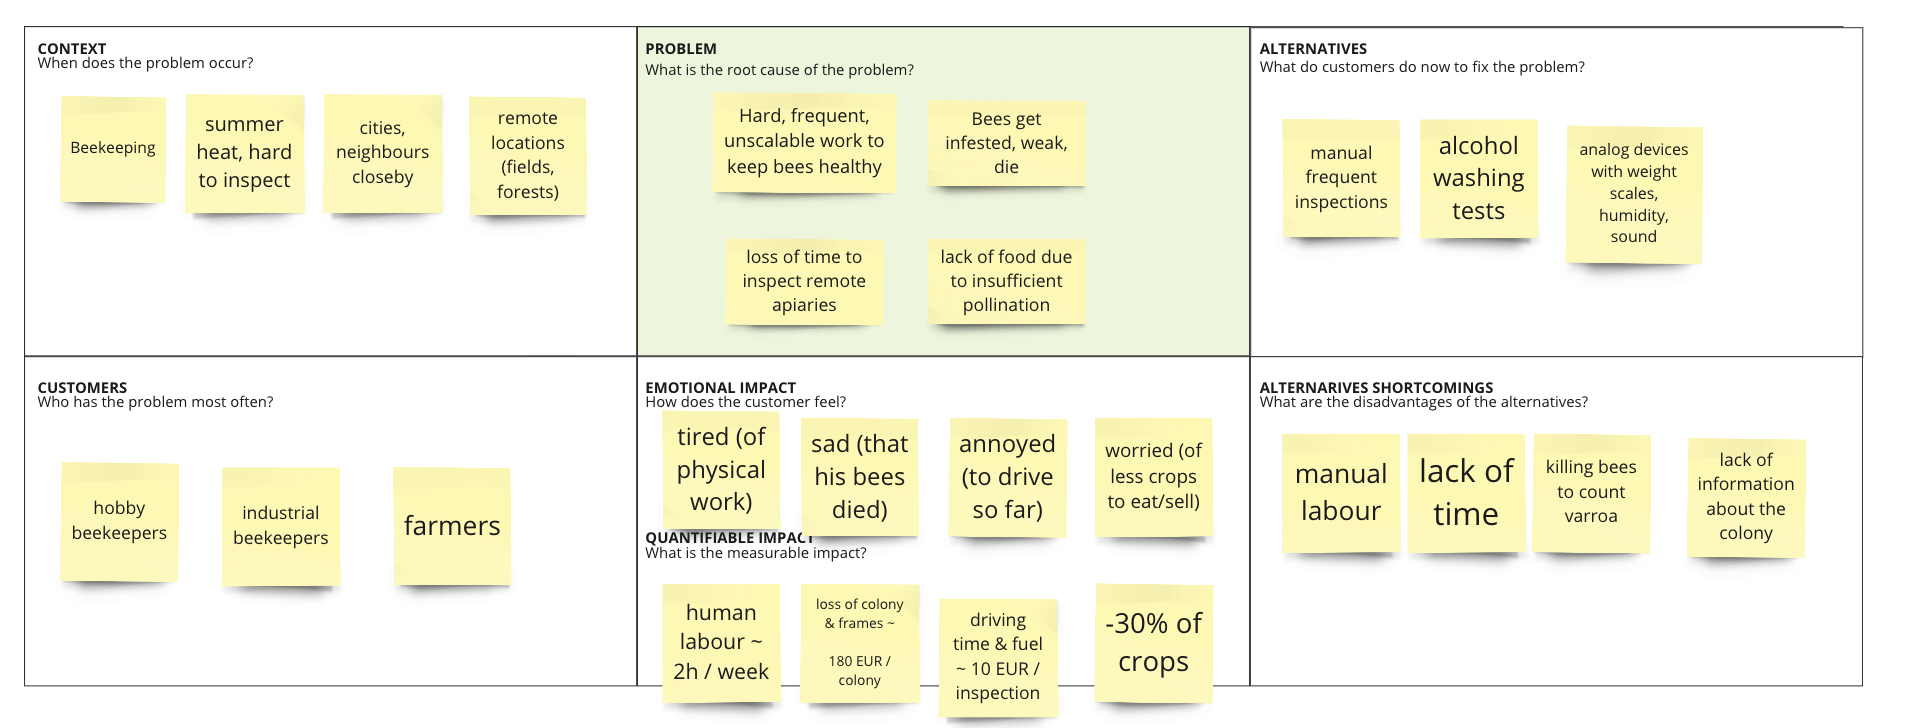 CONTEXT
When does the problem occur?
Beekeeping
summer
heat, hard
to inspect
cities,
neighbours
closeby
remote
locations
(fields,
forests)
PROBLEM
What is the root cause of the problem?
Hard, frequent,
unscalable work to
keep bees healthy
Bees get
infested, weak,
die
loss of time to
inspect remote
apiaries
lack of food due
to insufficient
pollination
ALTERNATIVES
What do customers do now to fix the problem?
manual
frequent
inspections
alcohol
washing
tests
analog devices
with weight
scales,
humidity,
sound
CUSTOMERS
Who has the problem most often?
hobby
beekeepers
industrial
beekeepers
farmers
EMOTIONAL IMPACT
How does the customer feel?
tired (of
physical
work)
sad (that
his bees
died)
annoyed
(to drive
so far)
worried (of
less crops
to eat/sell)
QUANTIFIABLE IMPACT
What is the measurable impact?
human
labour ~
2h / week
loss of colony
& frames ~
180 EUR /
colony
driving
time & fuel
~ 10 EUR /
inspection
-30% of
crops
ALTERNARIVES SHORTCOMINGS
What are the disadvantages of the alternatives?
manual
labour
lack of
time
killing bees
to count
varroa
lack of
information
about the
colony